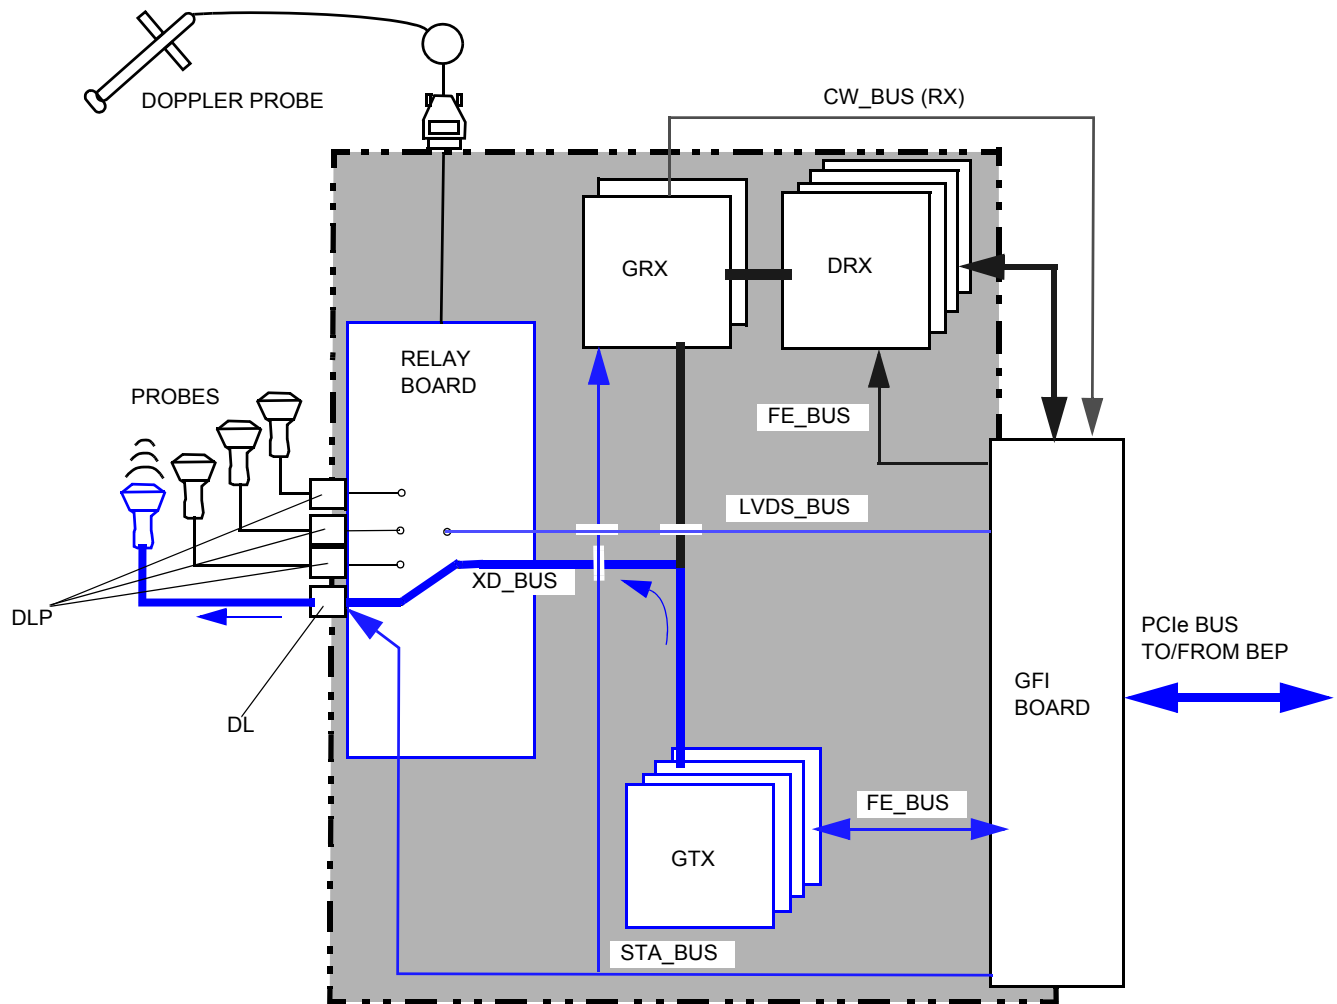 CW_BUS (RX)
DOPPLER PROBE
GRX
DRX
RELAY
BOARD
PROBES
FE_BUS
LVDS_BUS
XD_BUS
DLP
PCIe BUS
TO/FROM BEP
GFI
BOARD
DL
FE_BUS
GTX
STA_BUS